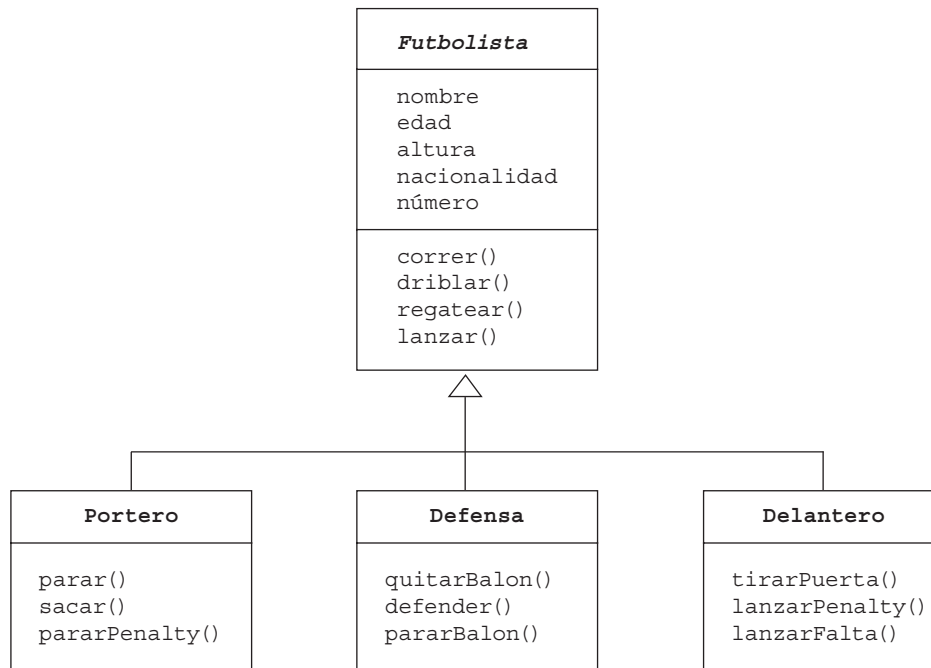 Futbolista
nombre
edad
altura
nacionalidad
número
correr()
driblar()
regatear()
lanzar()
Portero
parar()
sacar()
pararPenalty()
Defensa
quitarBalon()
defender()
pararBalon()
Delantero
tirarPuerta()
lanzarPenalty()
lanzarFalta()